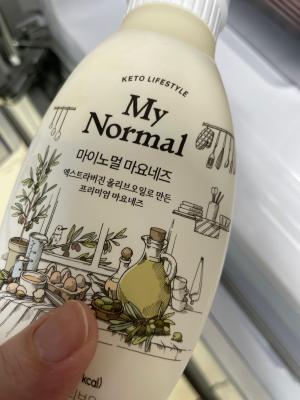 KETO LIFESTYLE
My
Normal
마이노멀 마요네즈
엑스트라버진 올리브오일로 만든
프리미엄 마요네즈
kcal)